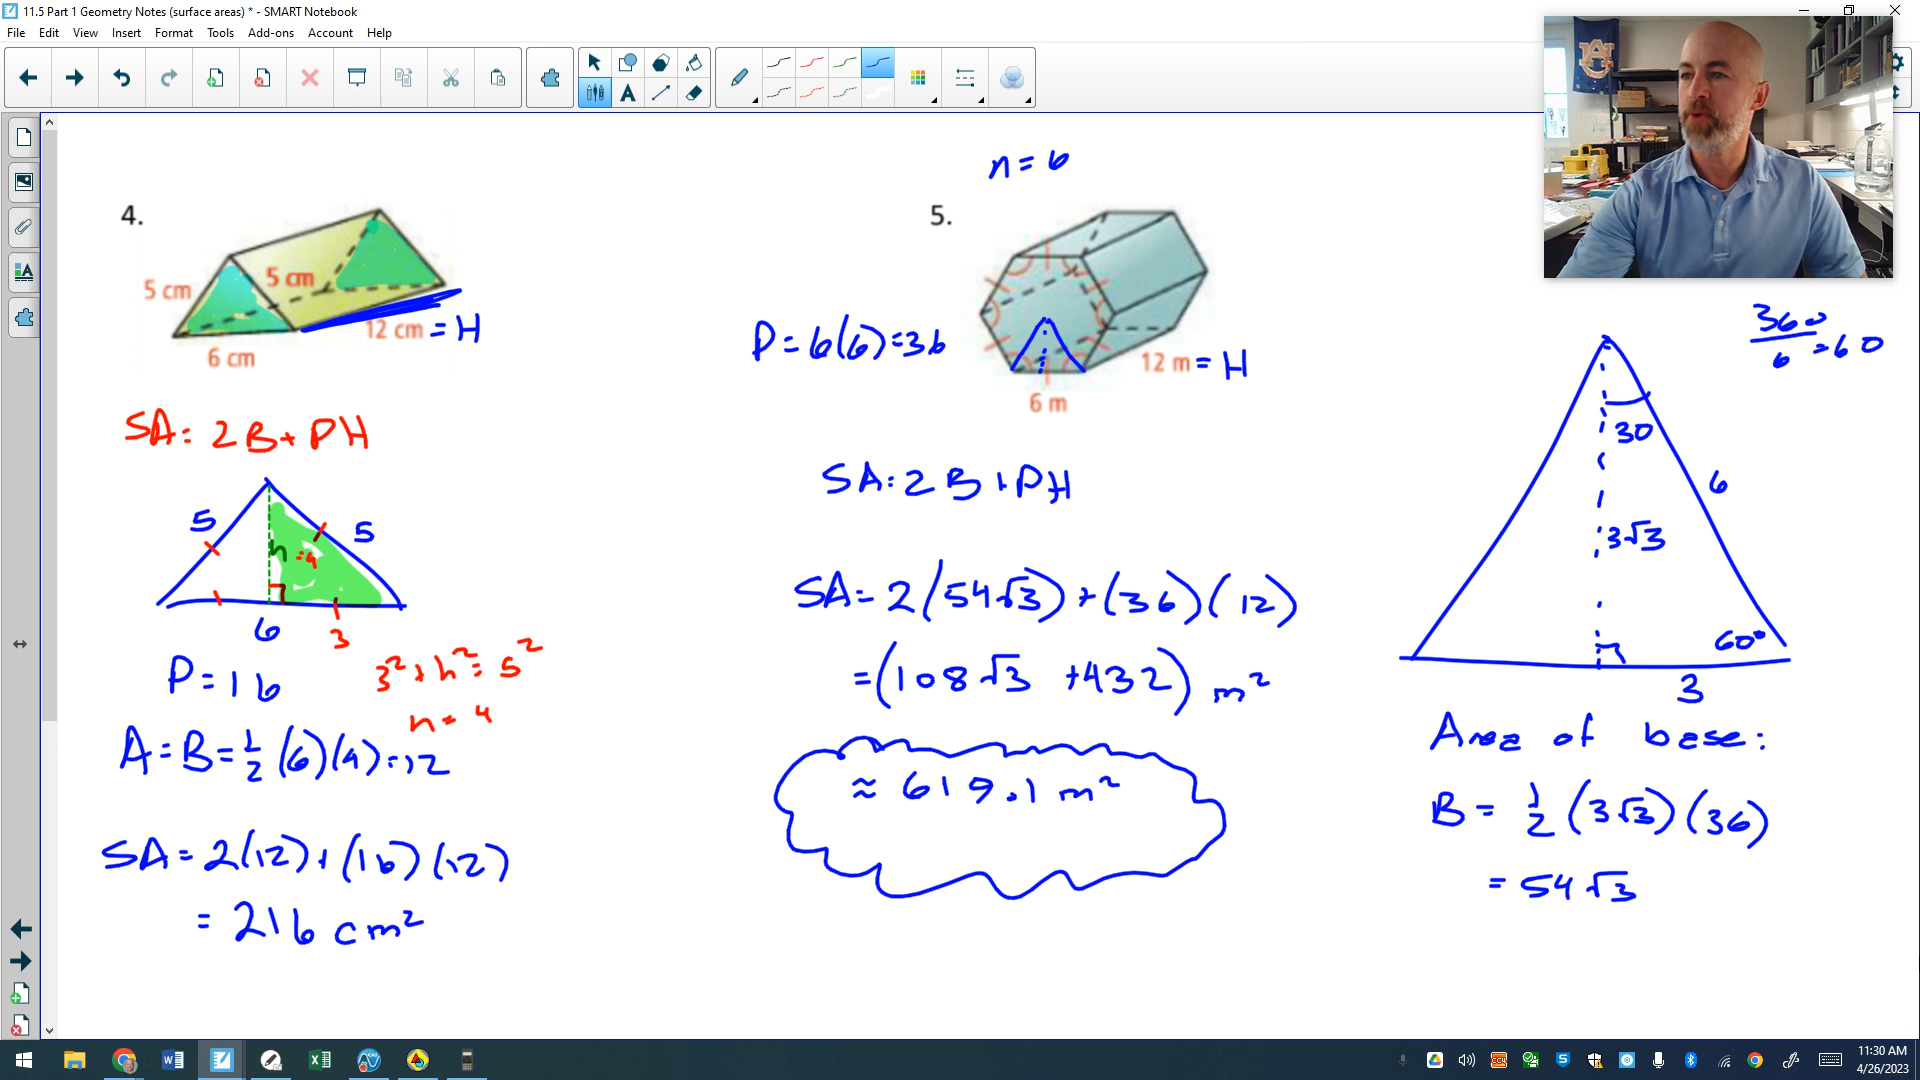 11.5 Part 1 Geometry Notes (surface areas) * - SMART Notebook
File Edit View Insert Format Tools Add-ons Account Help
n = 6
4.
5 cm
5 cm
12 cm = H
6 cm
SA = 2B + PH
5
5
h = 4
6
3
P = 16
3² + h² = 5²
h = 4
A = B = 1/2 (6)(4) = 12
SA = 2(12) + (16)(12)
= 216 cm²
5.
P = 6(6) = 36
12 m = H
6 m
SA = 2B + PH
SA = 2(54√3) + (36)(12)
= (108√3 + 432) m²
≈ 619.1 m²
360/6 = 60
30
6
3√3
60°
3
Area of base:
B = 1/2 (3√3)(36)
= 54√3
11:30 AM
4/26/2023